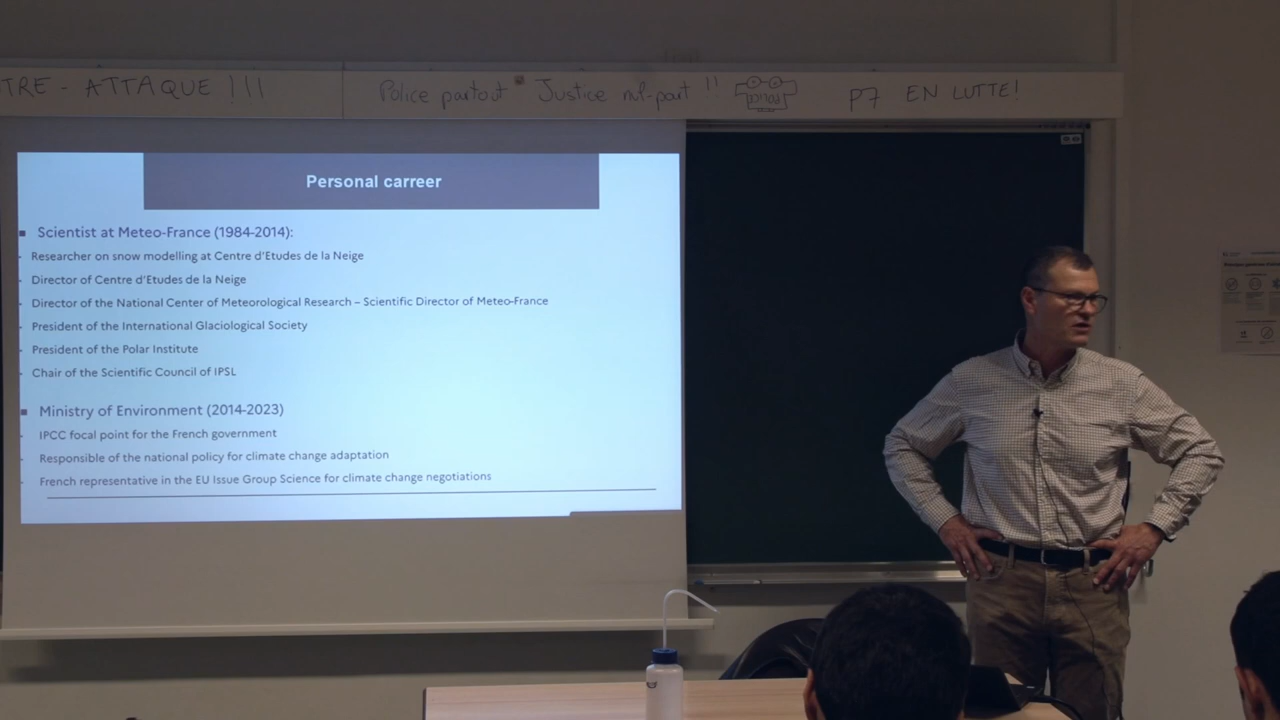 TRE - ATTAQUE !!!
Police partout Justice nul-part !! POLICE P7 EN LUTTE!
Personal carreer
Scientist at Meteo-France (1984-2014):
Researcher on snow modelling at Centre d'Etudes de la Neige
Director of Centre d'Etudes de la Neige
Director of the National Center of Meteorological Research – Scientific Director of Meteo-France
President of the International Glaciological Society
President of the Polar Institute
Chair of the Scientific Council of IPSL
Ministry of Environment (2014-2023)
IPCC focal point for the French government
Responsible of the national policy for climate change adaptation
French representative in the EU Issue Group Science for climate change negotiations